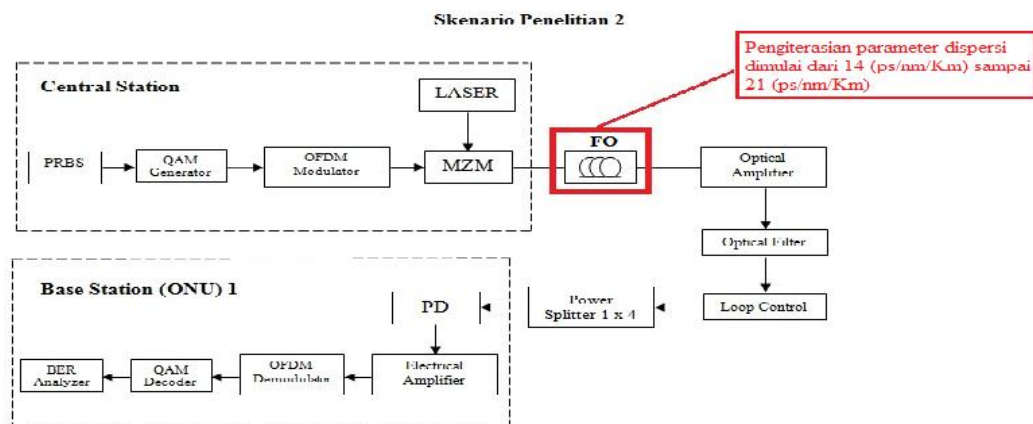 Skenario Penelitian 2
Pengiterasian parameter dispersi
dimulai dari 14 (ps/nm/Km) sampai
21 (ps/nm/Km)
Central Station
LASER
FO
PRBS
QAM
Generator
OFDM
Modulator
MZM
Optical
Amplifier
Optical Filter
Loop Control
Power
Splitter 1 x 4
Base Station (ONU) 1
PD
Electrical
Amplifier
OFDM
Demodulator
QAM
Decoder
BER
Analyzer